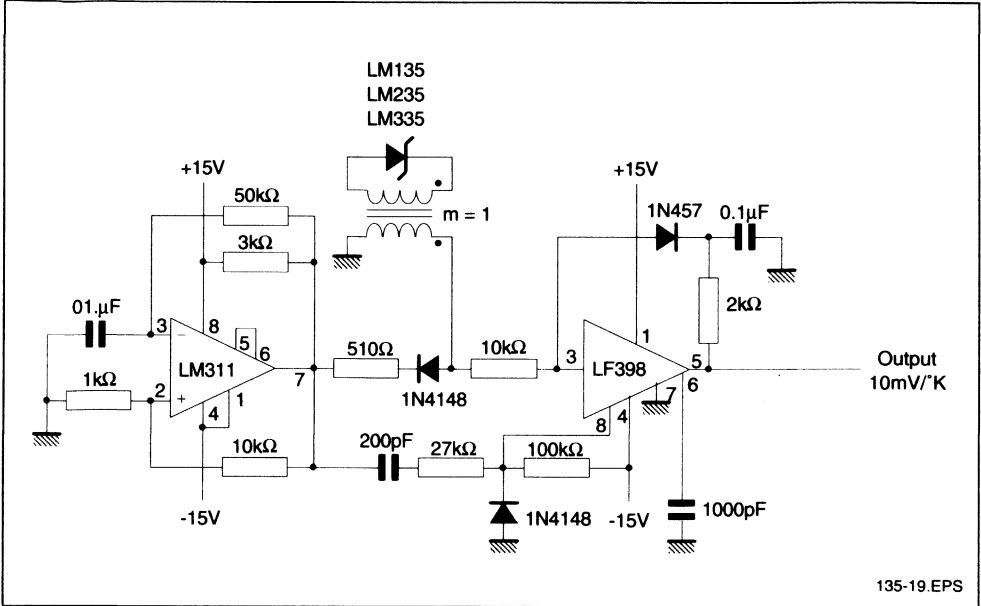 LM135
LM235
LM335
+15V
50kΩ
3kΩ
m = 1
+15V
1N457
0.1µF
2kΩ
01.µF
3
−
8
5
6
LM311
7
1kΩ
2
+
4
1
10kΩ
-15V
510Ω
1N4148
10kΩ
3
1
LF398
5
6
7
4
8
Output
10mV/°K
200pF
27kΩ
100kΩ
1N4148
-15V
1000pF
135-19.EPS